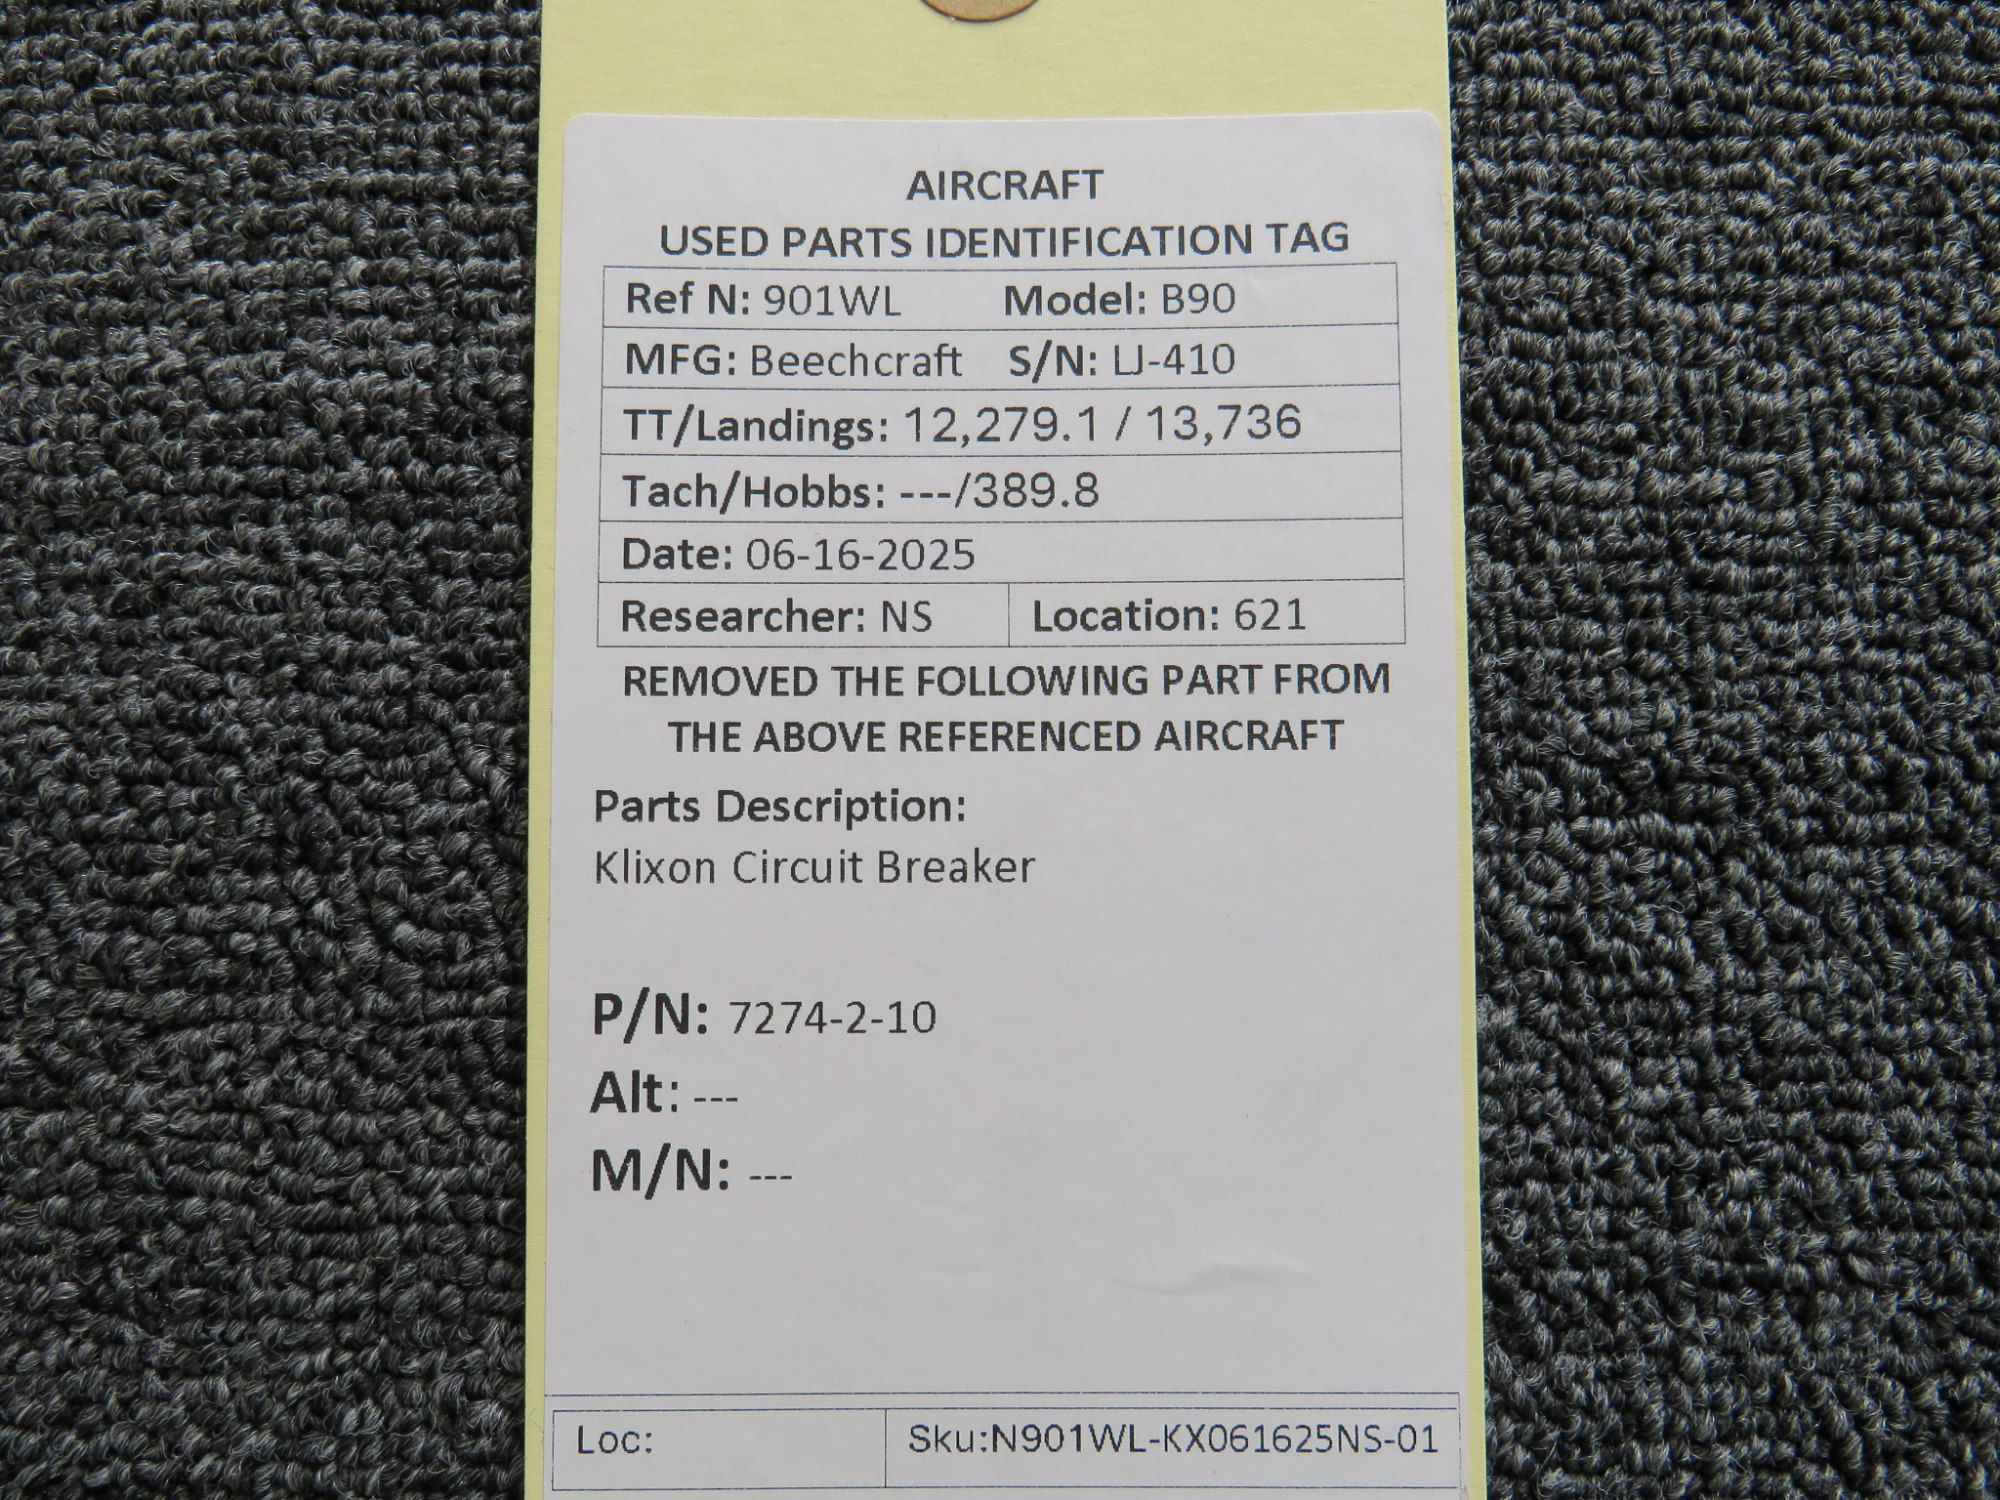 AIRCRAFT
USED PARTS IDENTIFICATION TAG
Ref N: 901WL Model: B90
MFG: Beechcraft S/N: LJ-410
TT/Landings: 12,279.1 / 13,736
Tach/Hobbs: ---/389.8
Date: 06-16-2025
Researcher: NS Location: 621
REMOVED THE FOLLOWING PART FROM
THE ABOVE REFERENCED AIRCRAFT
Parts Description:
Klixon Circuit Breaker
P/N: 7274-2-10
Alt: ---
M/N: ---
Loc: Sku:N901WL-KX061625NS-01